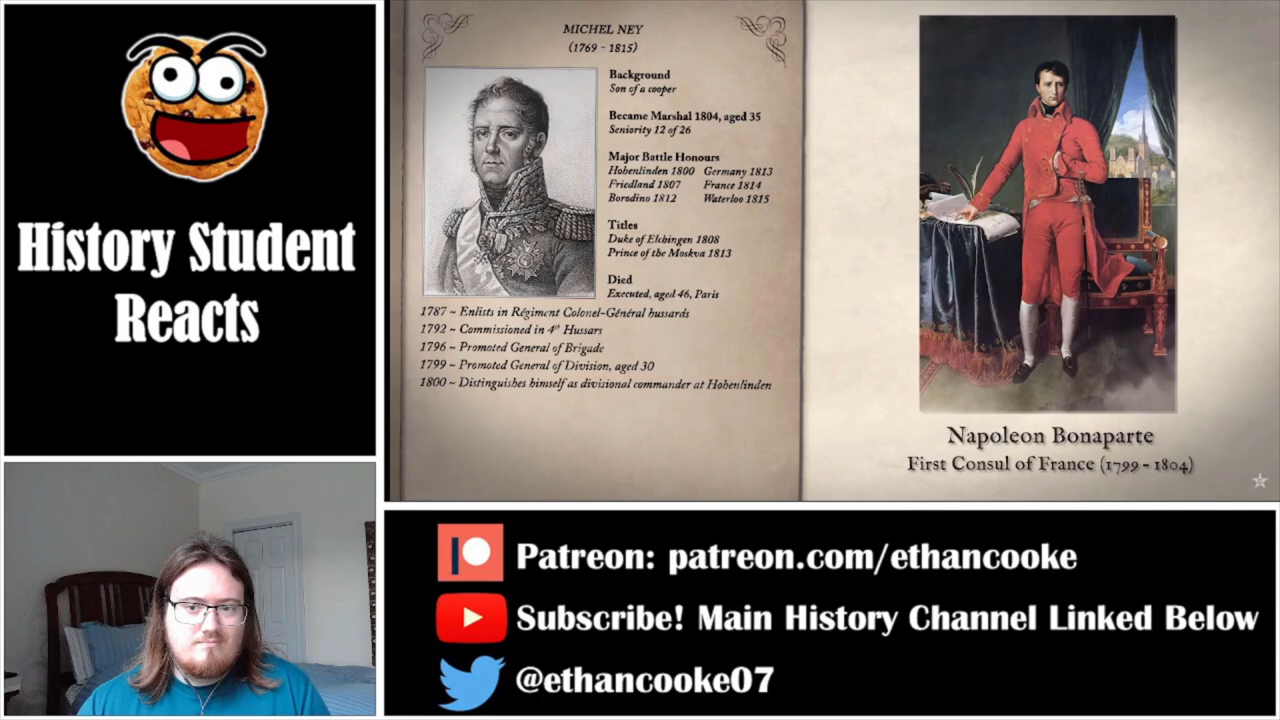 History Student
Reacts
MICHEL NEY
(1769 - 1815)
Background
Son of a cooper
Became Marshal 1804, aged 35
Seniority 12 of 26
Major Battle Honours
Hohenlinden 1800 Germany 1813
Friedland 1807 France 1814
Borodino 1812 Waterloo 1815
Titles
Duke of Elchingen 1808
Prince of the Moskva 1813
Died
Executed, aged 46, Paris
1787 ~ Enlists in Régiment Colonel-Général hussards
1792 ~ Commissioned in 4th Hussars
1796 ~ Promoted General of Brigade
1799 ~ Promoted General of Division, aged 30
1800 ~ Distinguishes himself as divisional commander at Hohenlinden
Napoleon Bonaparte
First Consul of France (1799 - 1804)
Patreon: patreon.com/ethancooke
Subscribe! Main History Channel Linked Below
@ethancooke07